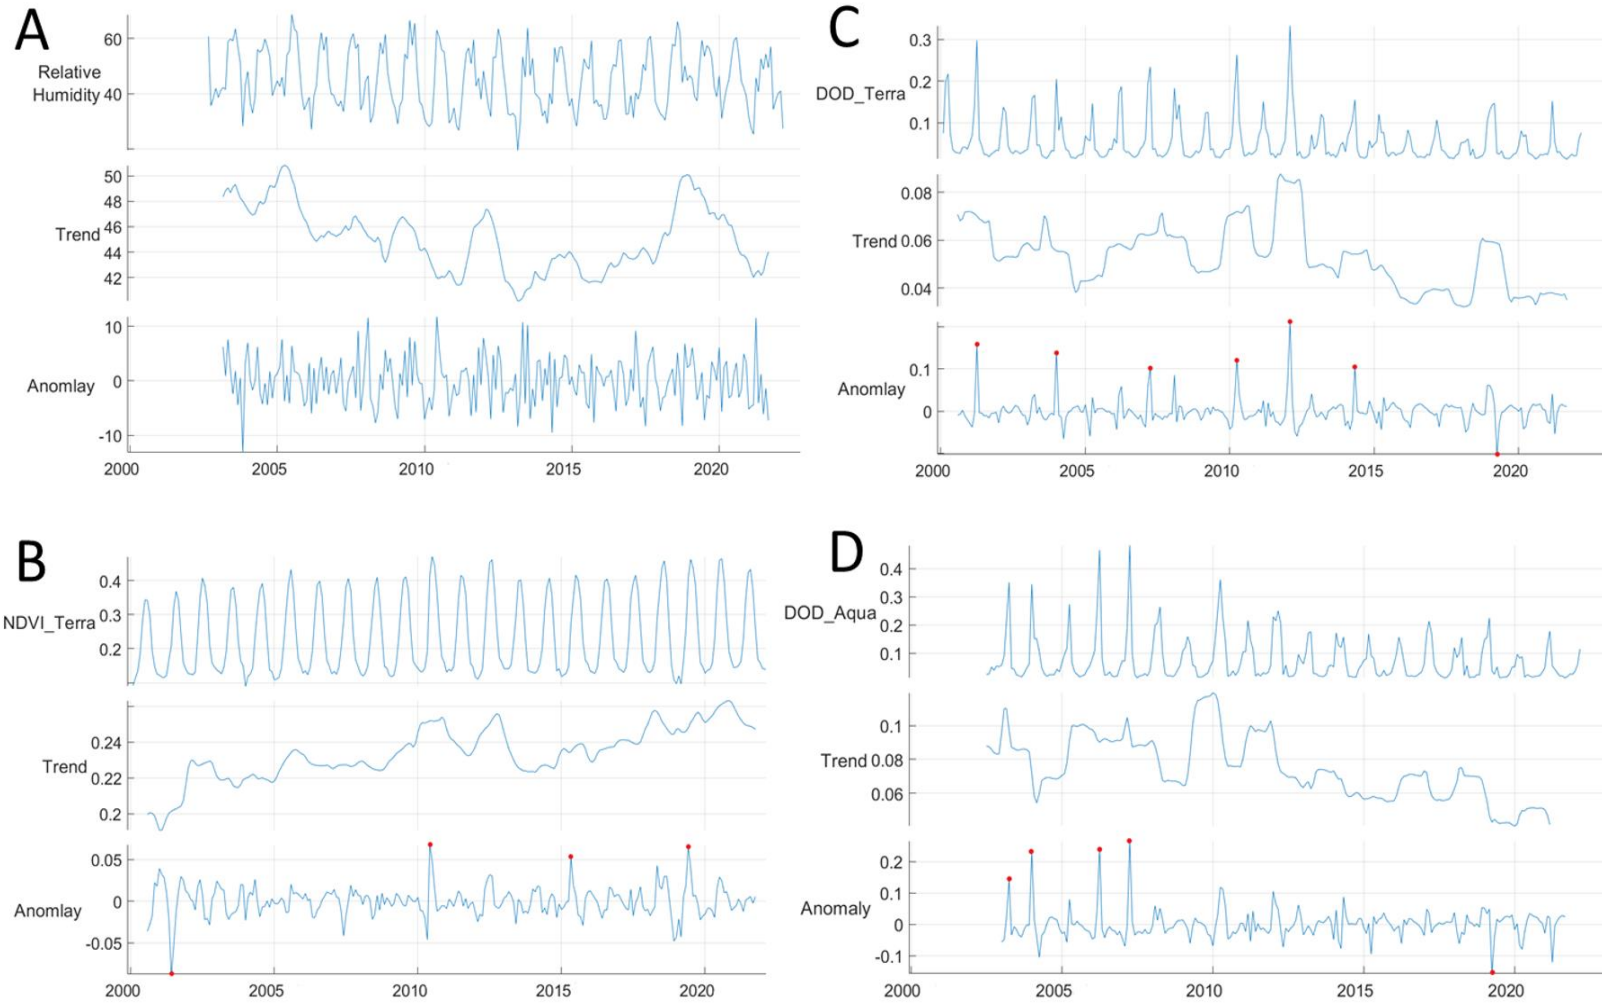 A
Relative
Humidity
60
40
Trend
50
48
46
44
42
Anomlay
10
0
-10
2000 2005 2010 2015 2020
B
NDVI_Terra
0.4
0.3
0.2
Trend
0.24
0.22
0.2
Anomlay
0.05
0
-0.05
2000 2005 2010 2015 2020
C
DOD_Terra
0.3
0.2
0.1
Trend
0.08
0.06
0.04
Anomlay
0.1
0
2000 2005 2010 2015 2020
D
DOD_Aqua
0.4
0.3
0.2
0.1
Trend
0.1
0.08
0.06
Anomaly
0.2
0.1
0
-0.1
2000 2005 2010 2015 2020